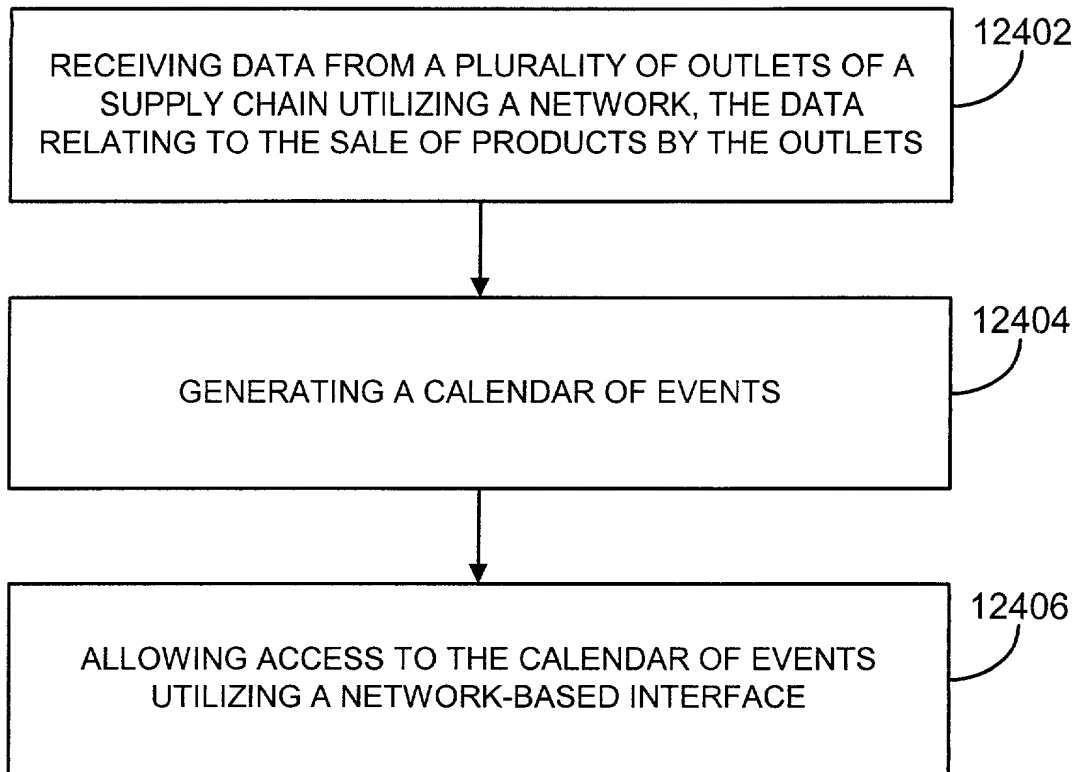 12402
RECEIVING DATA FROM A PLURALITY OF OUTLETS OF A
SUPPLY CHAIN UTILIZING A NETWORK, THE DATA
RELATING TO THE SALE OF PRODUCTS BY THE OUTLETS
12404
GENERATING A CALENDAR OF EVENTS
12406
ALLOWING ACCESS TO THE CALENDAR OF EVENTS
UTILIZING A NETWORK-BASED INTERFACE